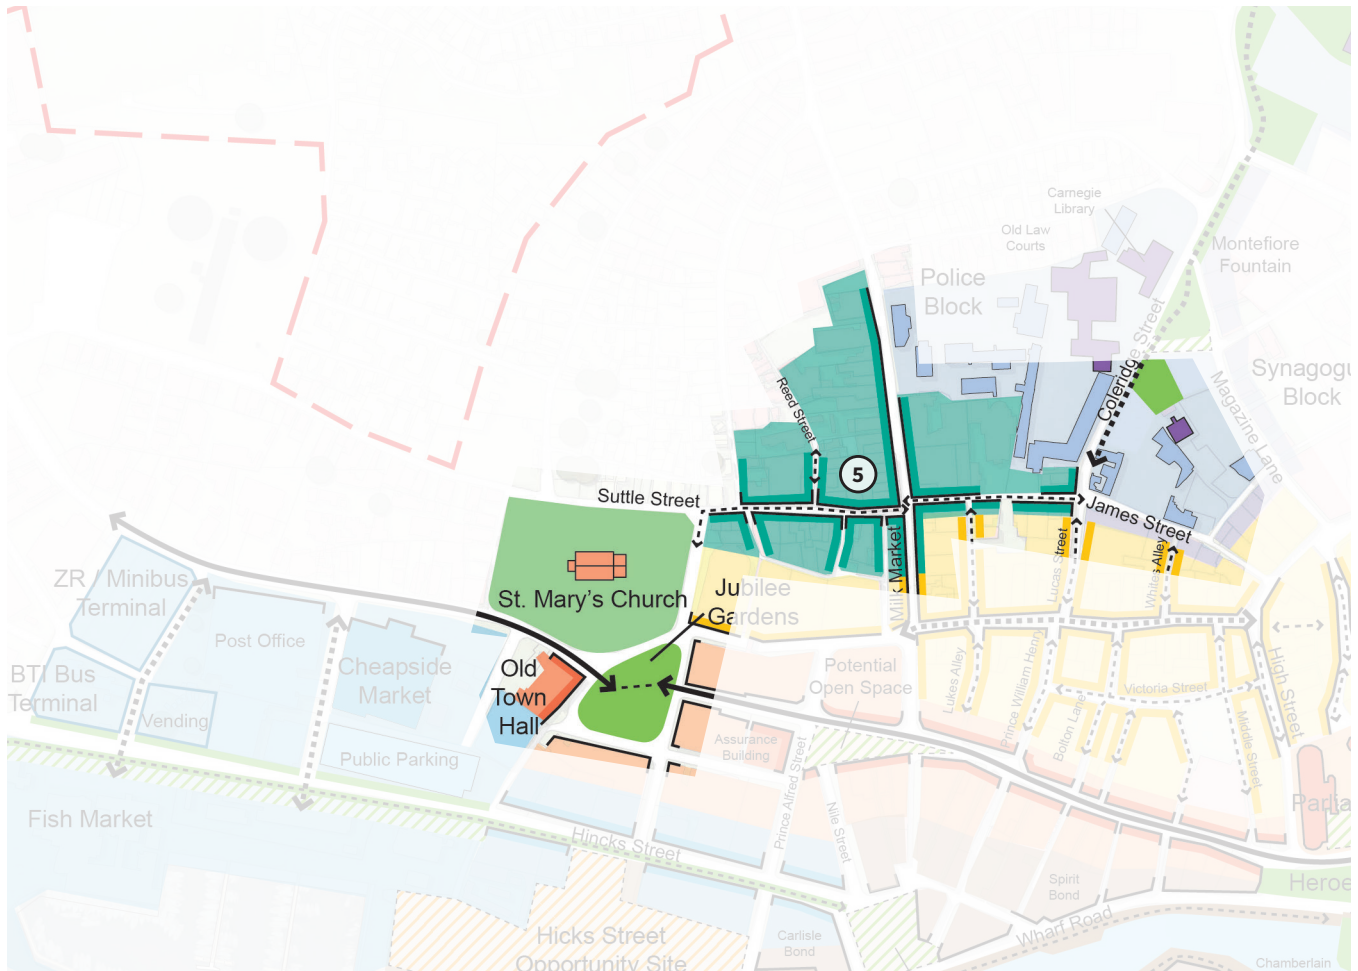 Carnegie
Library
Old Law
Courts
Montefiore
Fountain
Police
Block
Coleridge Street
Synagogu
Block
Magazine Lane
Reed Street
5
Suttle Street
James Street
Milk Market
Lucas Street
Whites Alley
ZR / Minibus
Terminal
St. Mary's Church
Jubilee
Gardens
Post Office
Cheapside
Market
Old
Town
Hall
BTI Bus
Terminal
Vending
Public Parking
Potential
Open Space
Lukes Alley
Prince William Henry
Victoria Street
Bolton Lane
Middle Street
High Street
Assurance
Building
Prince Alfred Street
Nile Street
Parlia
Fish Market
Hincks Street
Spirit
Bond
Heroe
Wharf Road
Hicks Street
Opportunity Site
Carlisle
Bond
Chamberlain